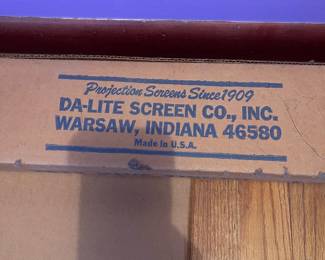 Projection Screens Since 1909
DA-LITE SCREEN CO., INC.
WARSAW, INDIANA 46580
Made in U.S.A.